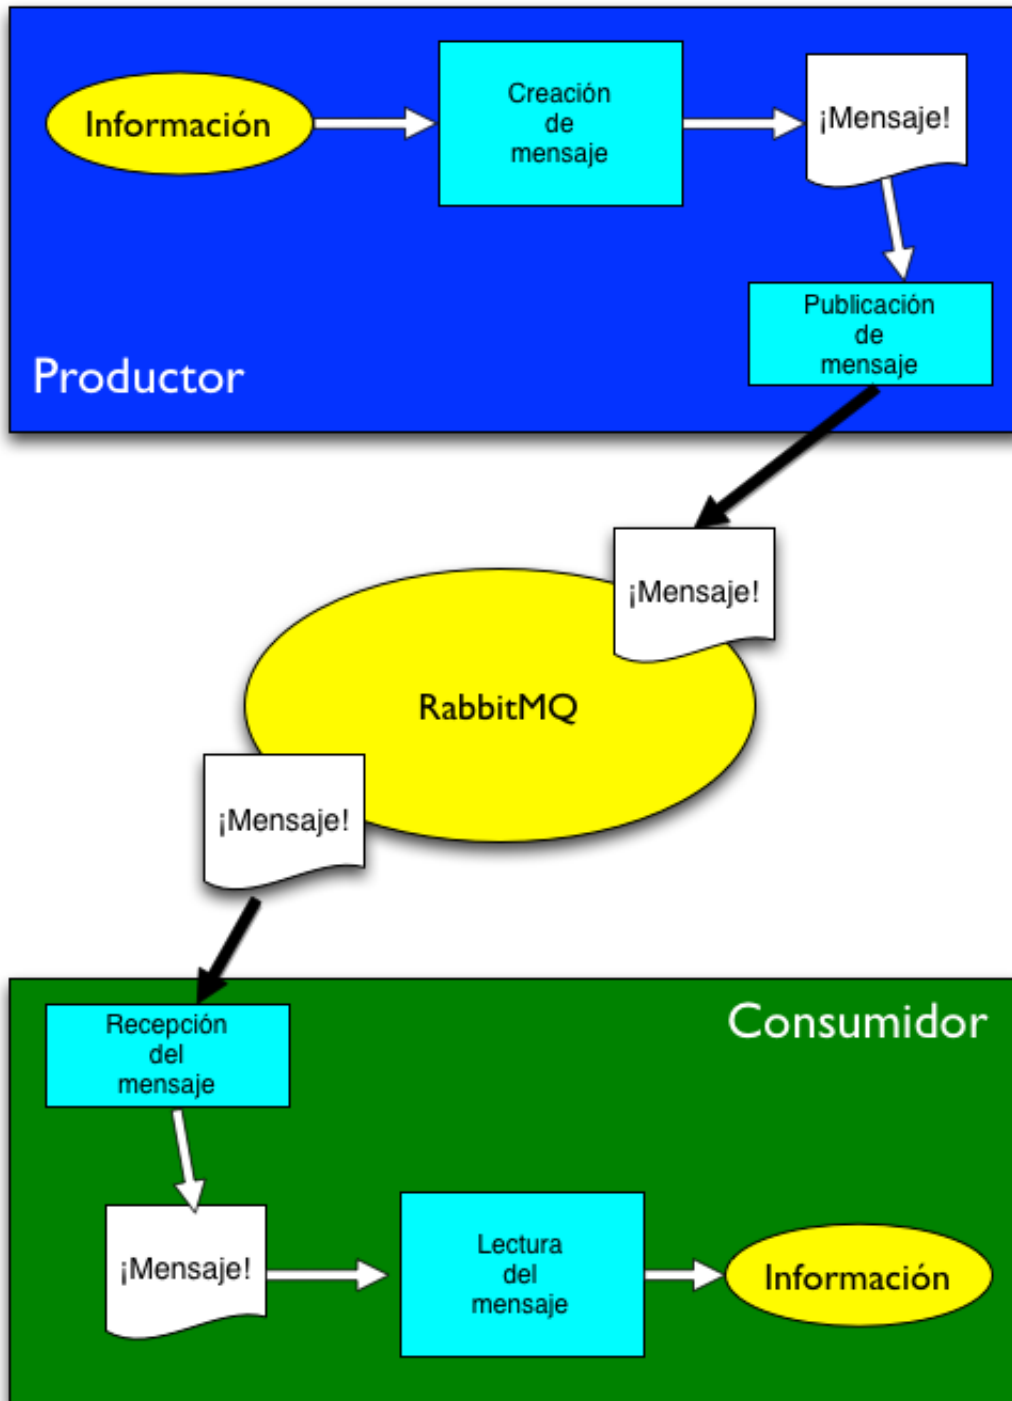 Información
Creación
de
mensaje
¡Mensaje!
Publicación
de
mensaje
Productor
¡Mensaje!
RabbitMQ
¡Mensaje!
Consumidor
Recepción
del
mensaje
¡Mensaje!
Lectura
del
mensaje
Información